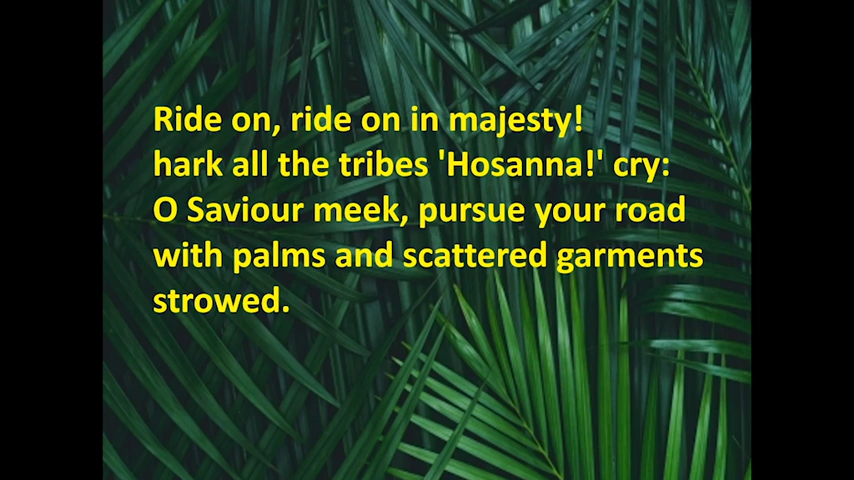 Ride on, ride on in majesty!
hark all the tribes 'Hosanna!' cry:
O Saviour meek, pursue your road
with palms and scattered garments
strowed.